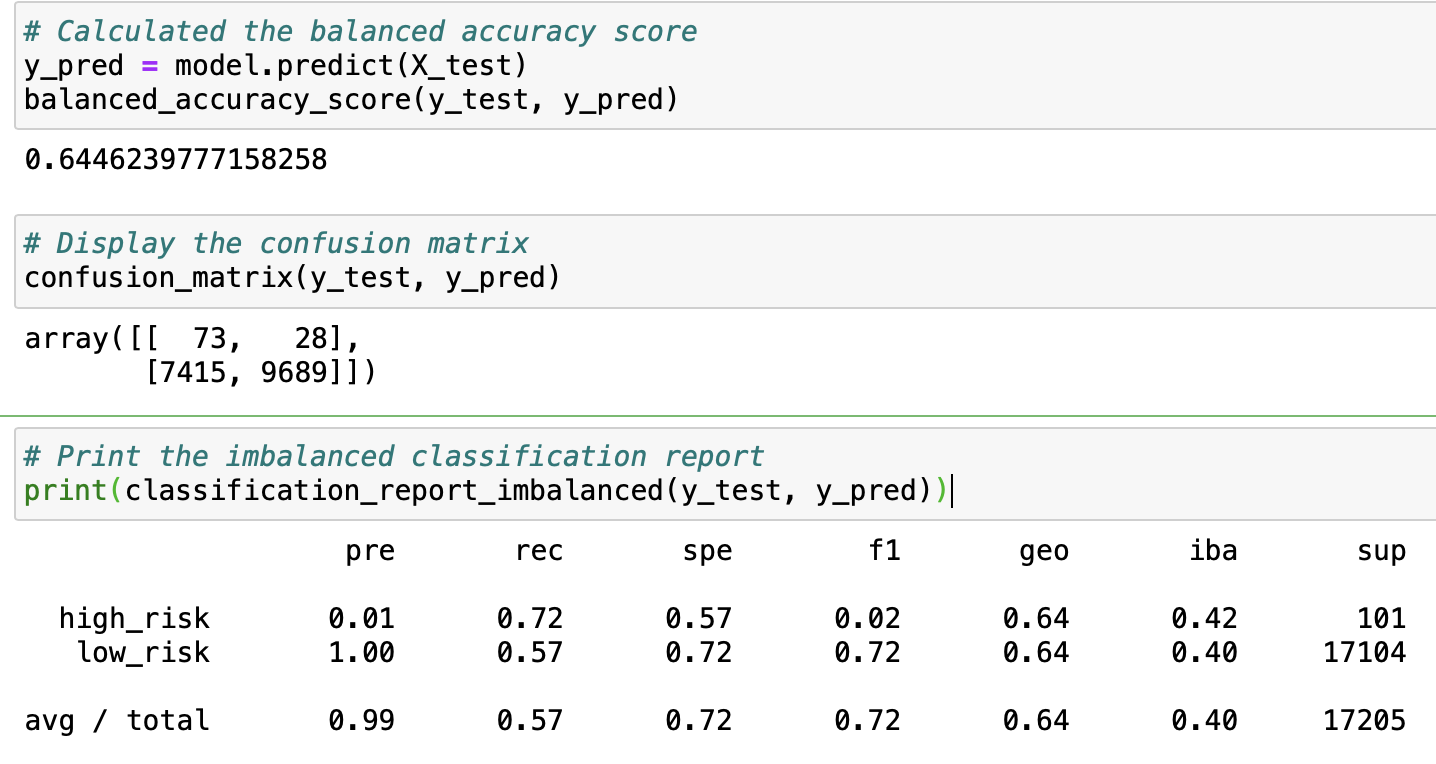 # Calculated the balanced accuracy score
y_pred = model.predict(X_test)
balanced_accuracy_score(y_test, y_pred)
0.6446239777158258
# Display the confusion matrix
confusion_matrix(y_test, y_pred)
array([[  73,   28],
       [7415, 9689]])
# Print the imbalanced classification report
print(classification_report_imbalanced(y_test, y_pred))
pre       rec       spe        f1       geo       iba       sup
high_risk       0.01      0.72      0.57      0.02      0.64      0.42       101
low_risk       1.00      0.57      0.72      0.72      0.64      0.40     17104
avg / total       0.99      0.57      0.72      0.72      0.64      0.40     17205